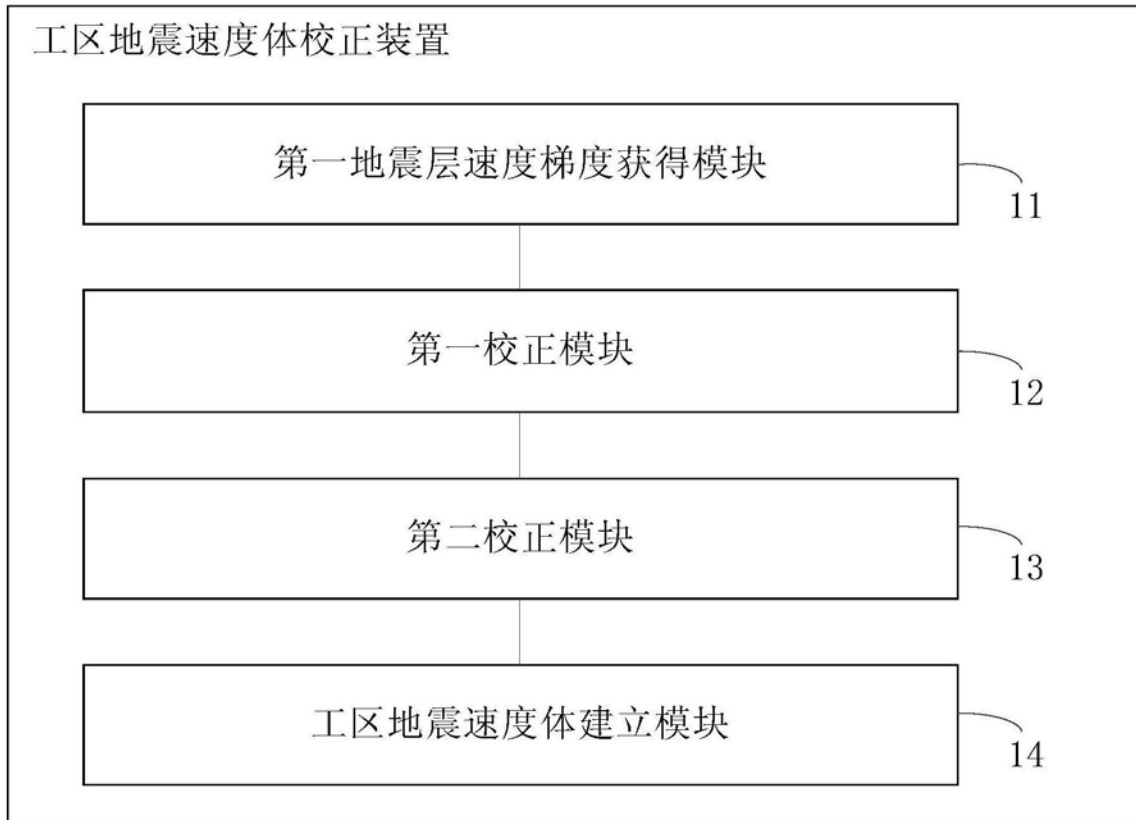 工区地震速度体校正装置
第一地震层速度梯度获得模块
11
第一校正模块
12
第二校正模块
13
工区地震速度体建立模块
14